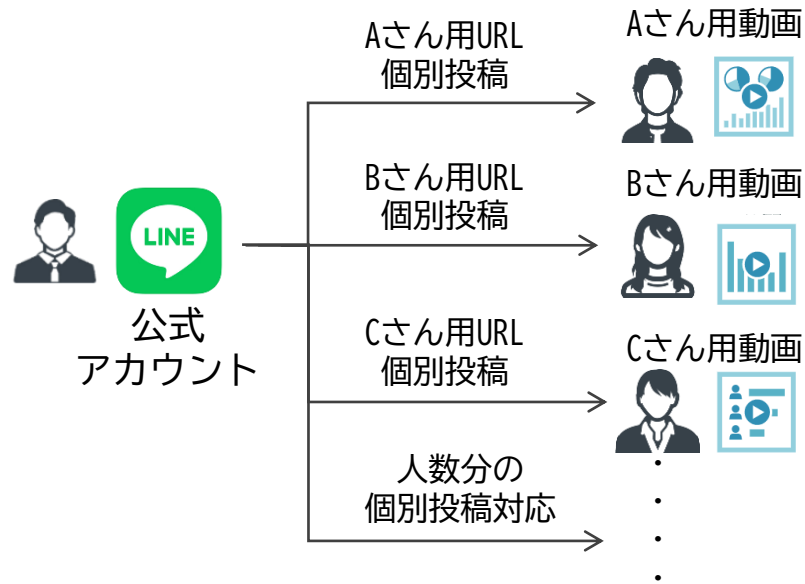 Aさん用URL
個別投稿
Aさん用動画
Bさん用URL
個別投稿
Bさん用動画
LINE
公式
アカウント
Cさん用URL
個別投稿
Cさん用動画
人数分の
個別投稿対応
・
・
・
・